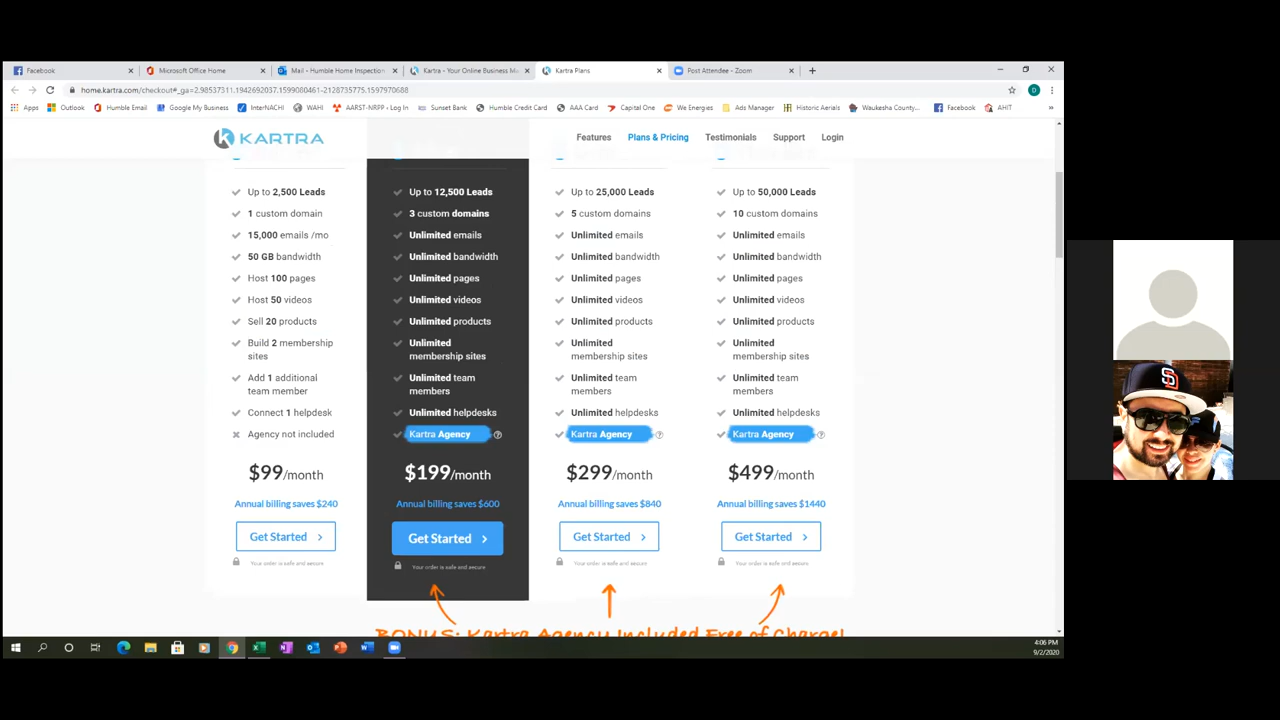 Facebook
Microsoft Office Home
Mail - Humble Home Inspection
Kartra - Your Online Business M
Kartra Plans
Post Attendee - Zoom
home.kartra.com/checkout#_ga=2.98537311.1942692037.1599080461-2128735775.1597970688
D
Apps
Outlook
Humble Email
Google My Business
InterNACHI
WAHI
AARST-NRPP › Log In
Sunset Bank
Humble Credit Card
AAA Card
Capital One
We Energies
Ad Manager
Historic Aerials
Waukesha County...
Facebook
AHIT
KARTRA
Features
Plans & Pricing
Testimonials
Support
Login
Up to 2,500 Leads
1 custom domain
15,000 emails /mo
50 GB bandwidth
Host 100 pages
Host 50 videos
Sell 20 products
Build 2 membership
sites
Add 1 additional
team member
Connect 1 helpdesk
Agency not included
$99/month
Annual billing saves $240
Get Started
Your order is safe and secure
Up to 12,500 Leads
3 custom domains
Unlimited emails
Unlimited bandwidth
Unlimited pages
Unlimited videos
Unlimited products
Unlimited
membership sites
Unlimited team
members
Unlimited helpdesks
Kartra Agency
$199/month
Annual billing saves $600
Get Started
Your order is safe and secure
Up to 25,000 Leads
5 custom domains
Unlimited emails
Unlimited bandwidth
Unlimited pages
Unlimited videos
Unlimited products
Unlimited
membership sites
Unlimited team
members
Unlimited helpdesks
Kartra Agency
$299/month
Annual billing saves $840
Get Started
Your order is safe and secure
Up to 50,000 Leads
10 custom domains
Unlimited emails
Unlimited bandwidth
Unlimited pages
Unlimited videos
Unlimited products
Unlimited
membership sites
Unlimited team
members
Unlimited helpdesks
Kartra Agency
$499/month
Annual billing saves $1440
Get Started
Your order is safe and secure
BONUS: Kartra Agency Included Free of Charge!
4:06 PM
9/2/2020